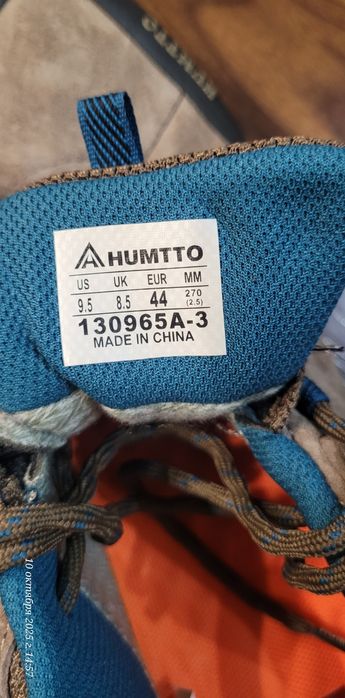 HUMTTO
US UK EUR MM
9.5 8.5 44 270 (2.5)
130965A-3
MADE IN CHINA
10 октября 2025 г. 14:57